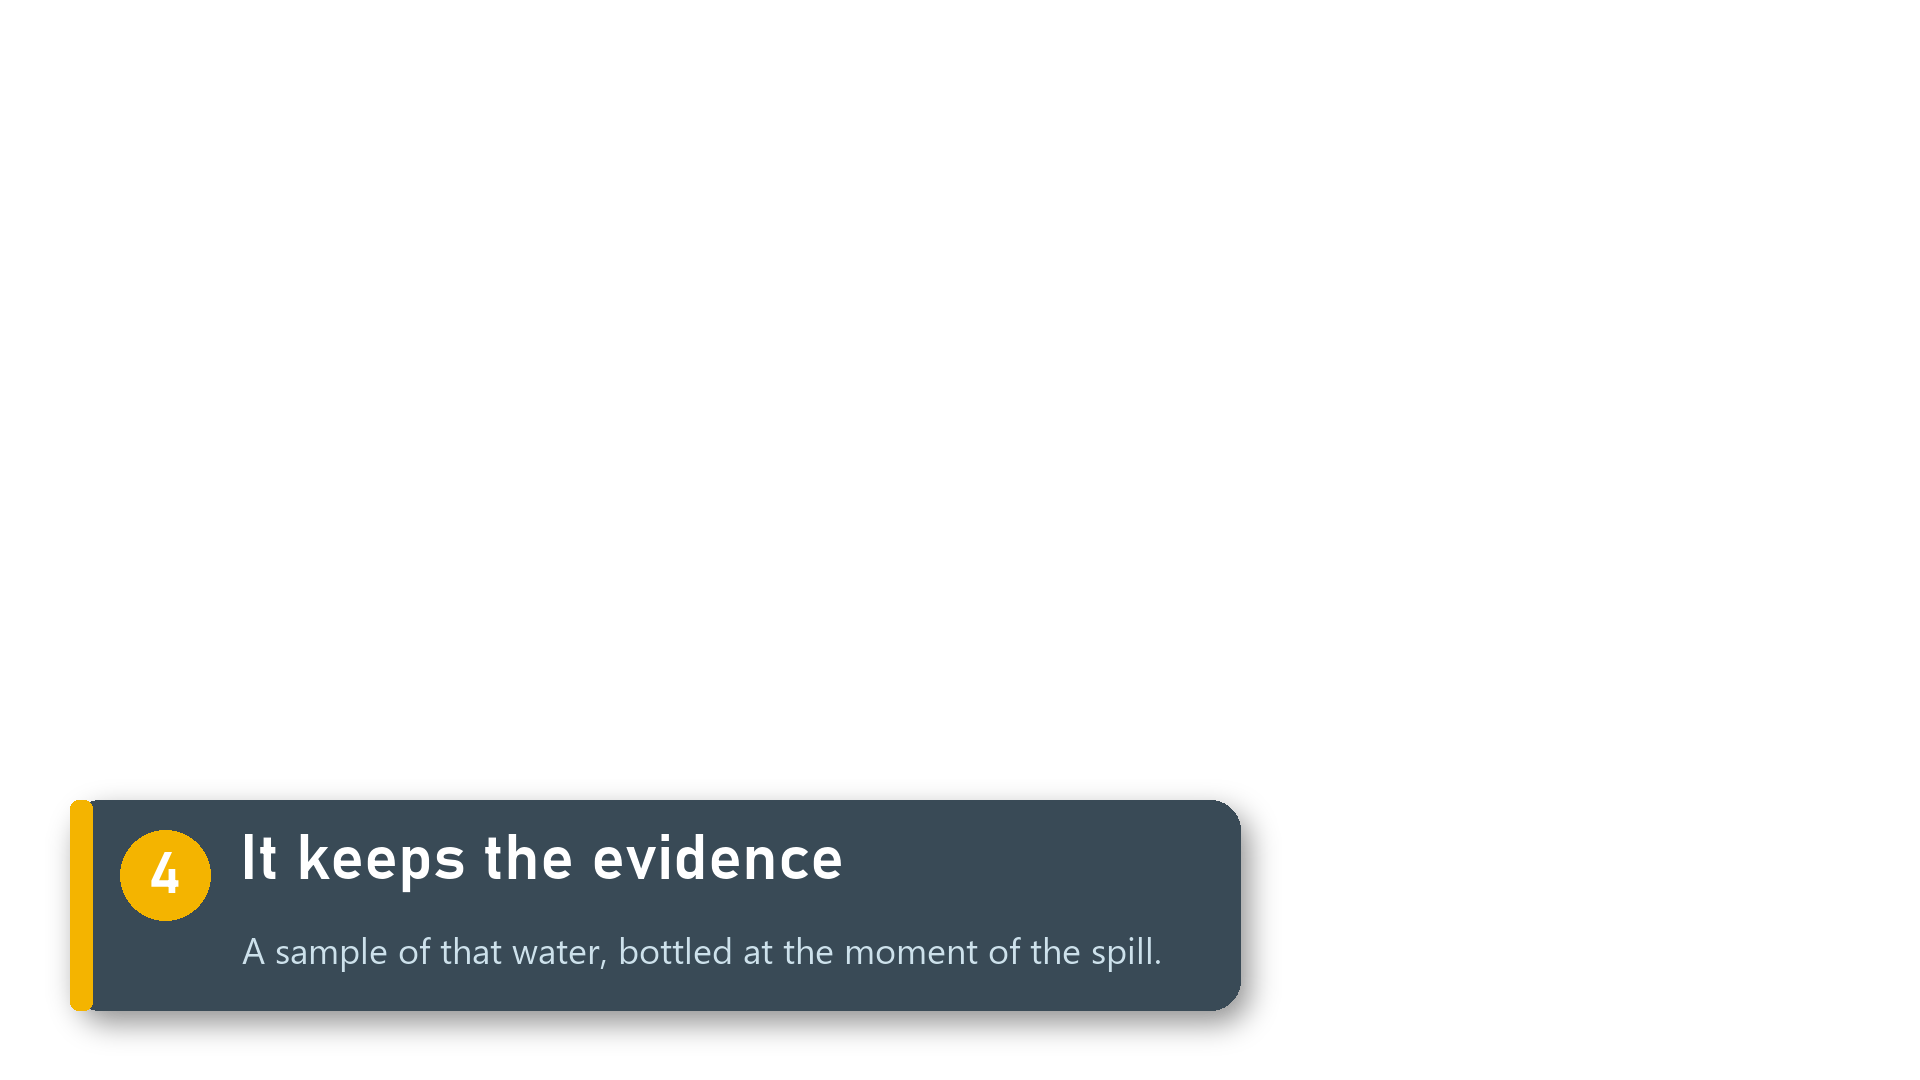 4
It keeps the evidence
A sample of that water, bottled at the moment of the spill.